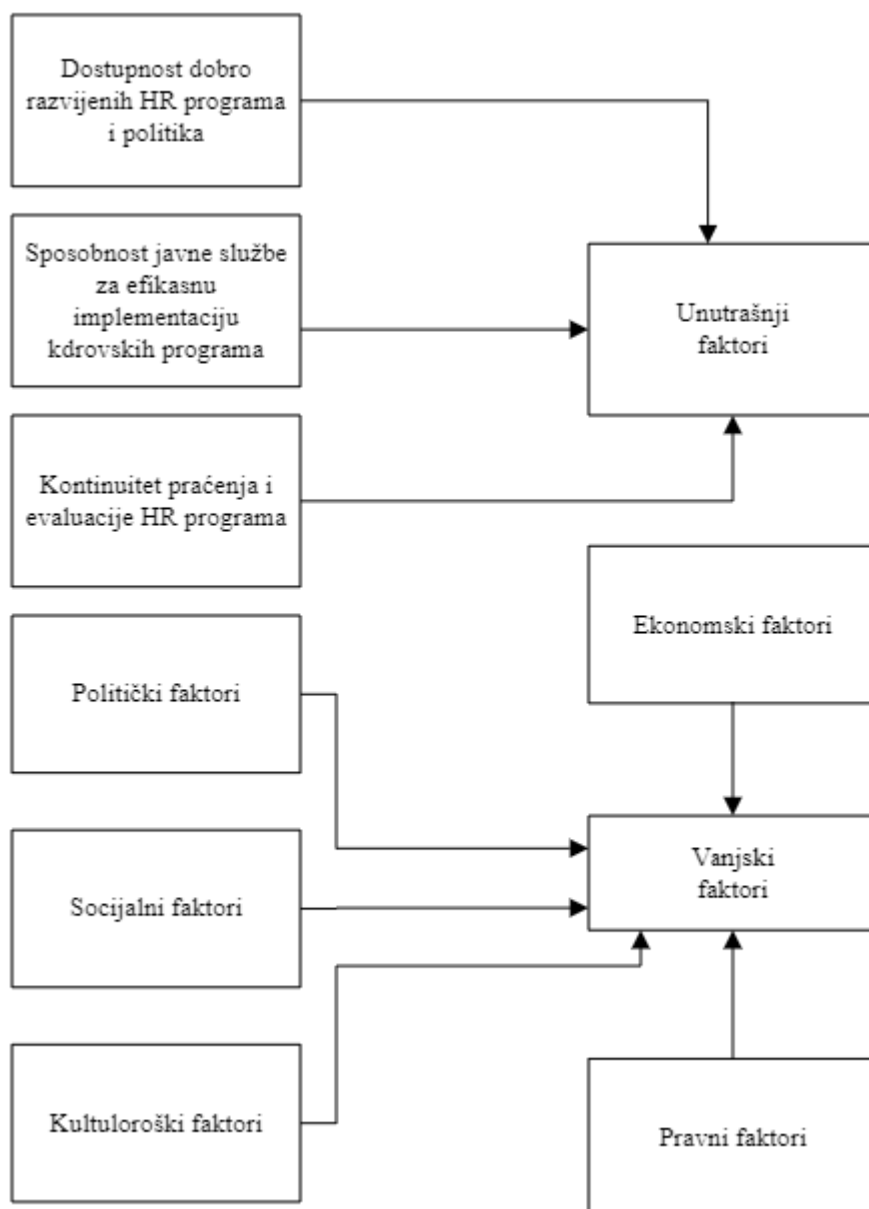 Dostupnost dobro
razvijenih HR programa
i politika
Sposobnost javne službe
za efikasnu
implementaciju
kdrovskih programa
Unutrašnji
faktori
Kontinuitet praćenja i
evaluacije HR programa
Ekonomski faktori
Politički faktori
Vanjski
faktori
Socijalni faktori
Kultuloroški faktori
Pravni faktori